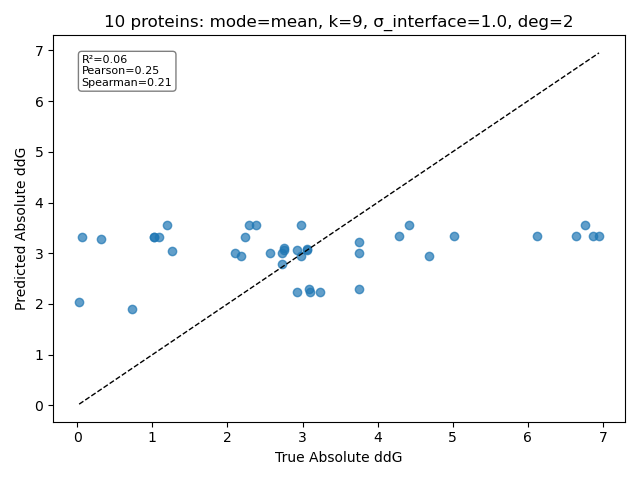 10 proteins: mode=mean, k=9, σ_interface=1.0, deg=2
R²=0.06
Pearson=0.25
Spearman=0.21
Predicted Absolute ddG
7
6
5
4
3
2
1
0
0 1 2 3 4 5 6 7
True Absolute ddG